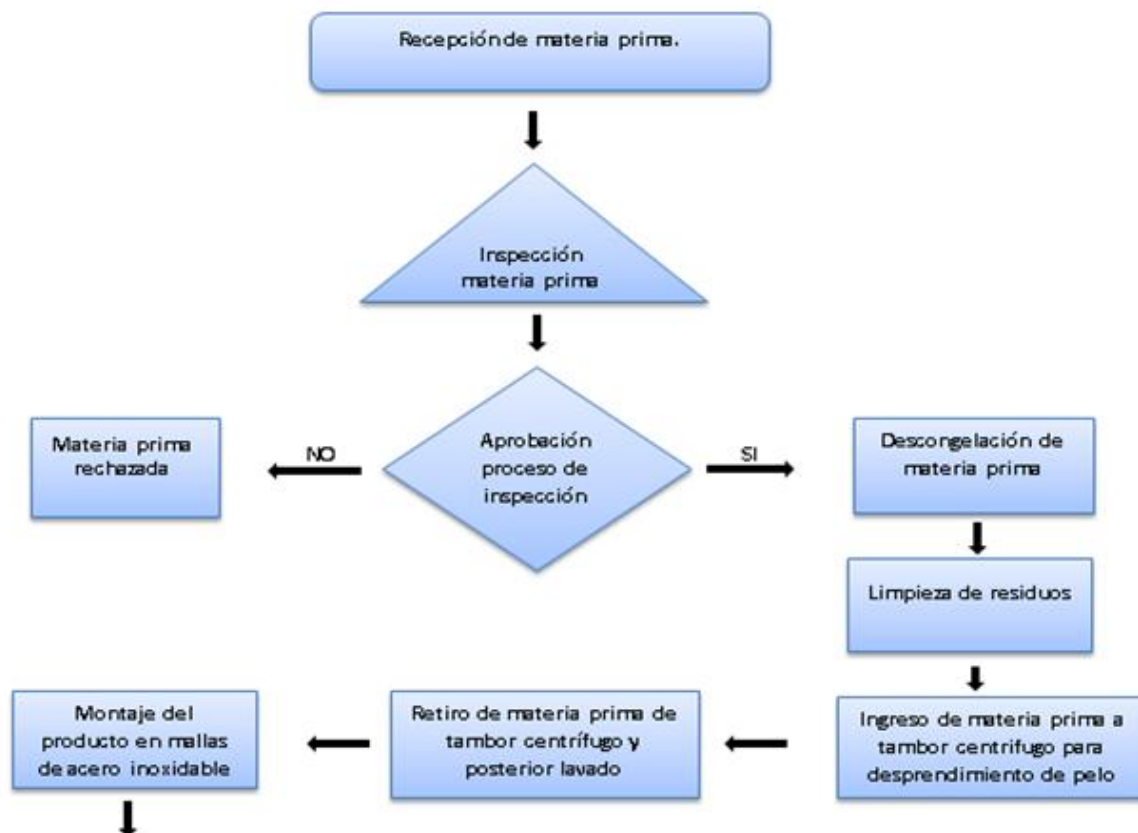 Recepción de materia prima.
Inspección
materia prima
Aprobación
proceso de
inspección
NO
Materia prima
rechazada
SI
Descongelación de
materia prima
Limpieza de residuos
Ingreso de materia prima a
tambor centrifugo para
desprendimiento de pelo
Retiro de materia prima de
tambor centrífugo y
posterior lavado
Montaje del
producto en mallas
de acero inoxidable